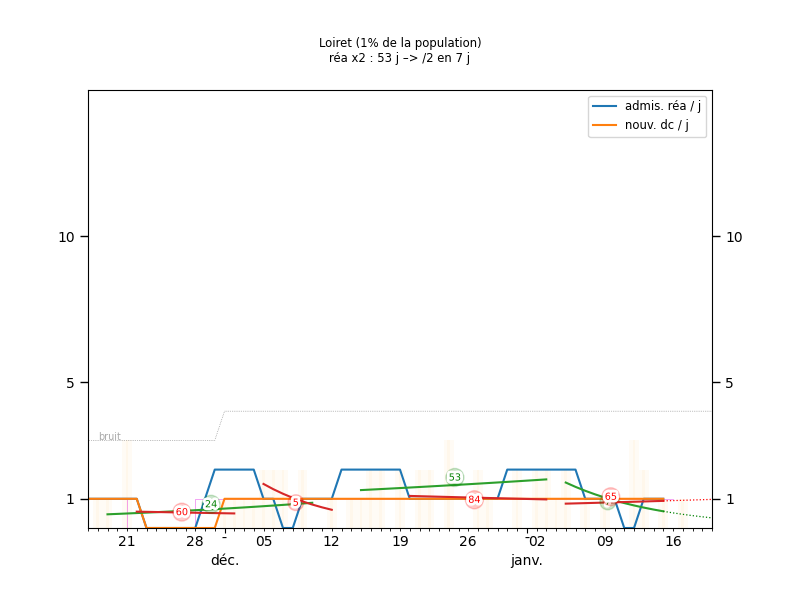 Loiret (1% de la population)
réa x2 : 53 j –> /2 en 7 j
admis. réa / j
nouv. dc / j
10 10
5 5
bruit
53
24 60 5 84 65
1 1
21 28 05 12 19 26 02 09 16
déc. janv.